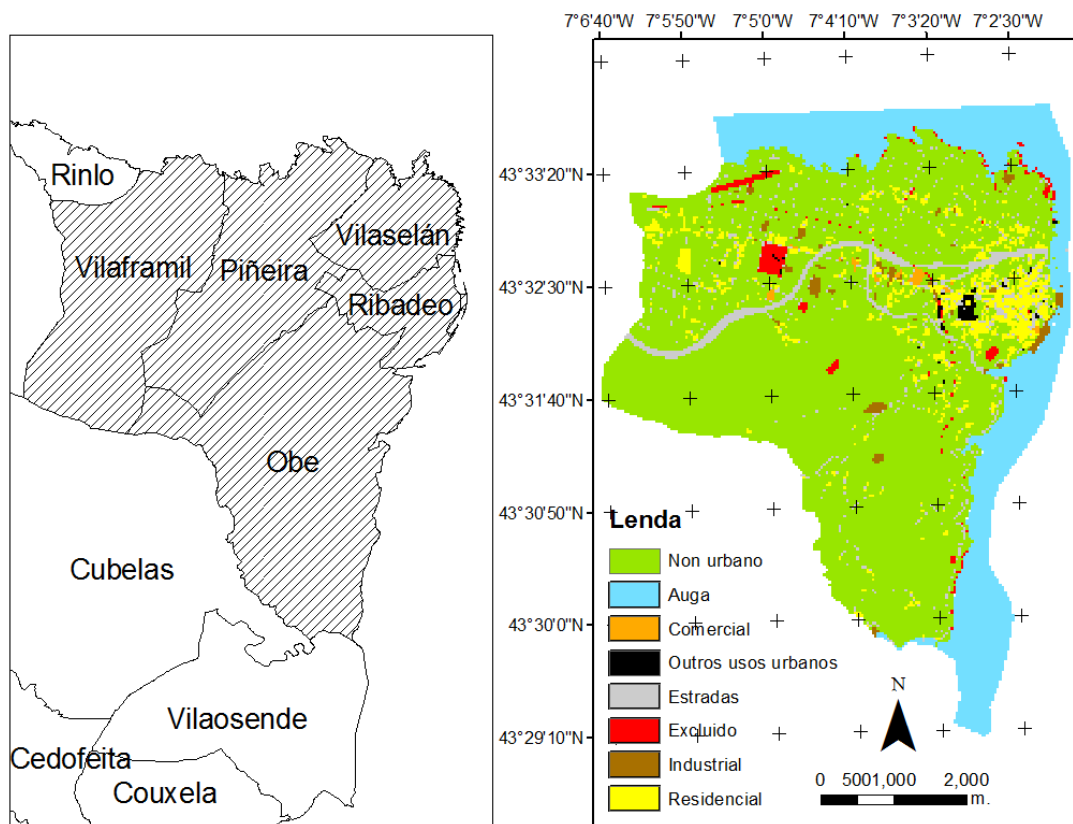 Rinlo
Vilaselán
Vilaframil
Piñeira
Ribadeo
Obe
Cubelas
Vilaosende
Cedofeita
Couxela
7°6'40"W 7°5'50"W 7°5'0"W 7°4'10"W 7°3'20"W 7°2'30"W
43°33'20"N
43°32'30"N
43°31'40"N
43°30'50"N
43°30'0"N
43°29'10"N
Lenda
Non urbano
Auga
Comercial
Outros usos urbanos
Estradas
Excluido
Industrial
Residencial
N
0 500 1,000 2,000
m.